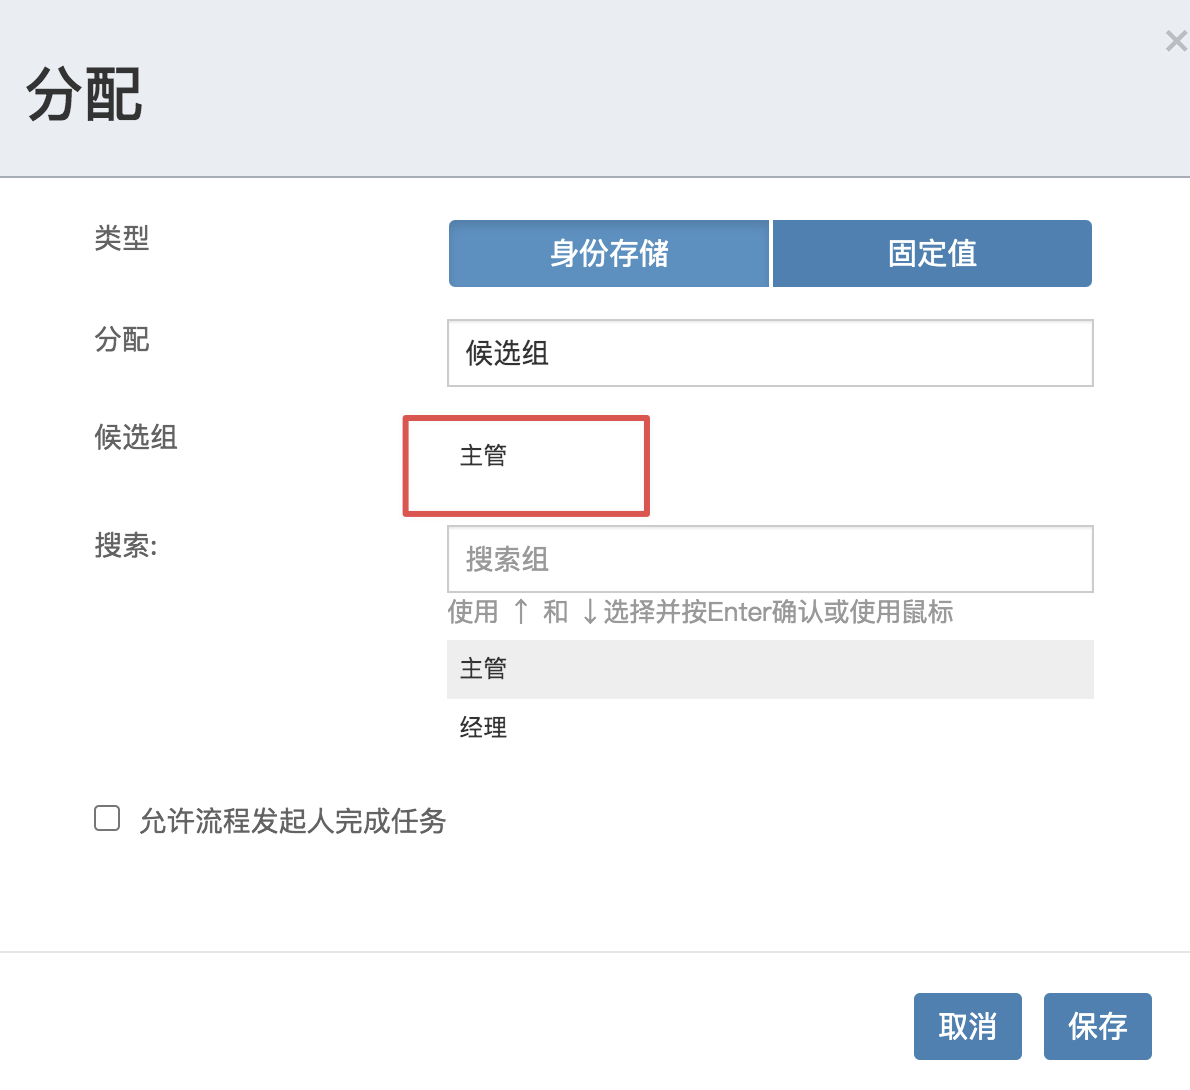 分配
类型
身份存储
固定值
分配
候选组
候选组
主管
搜索:
搜索组
使用 ↑ 和 ↓选择并按Enter确认或使用鼠标
主管
经理
允许流程发起人完成任务
取消
保存